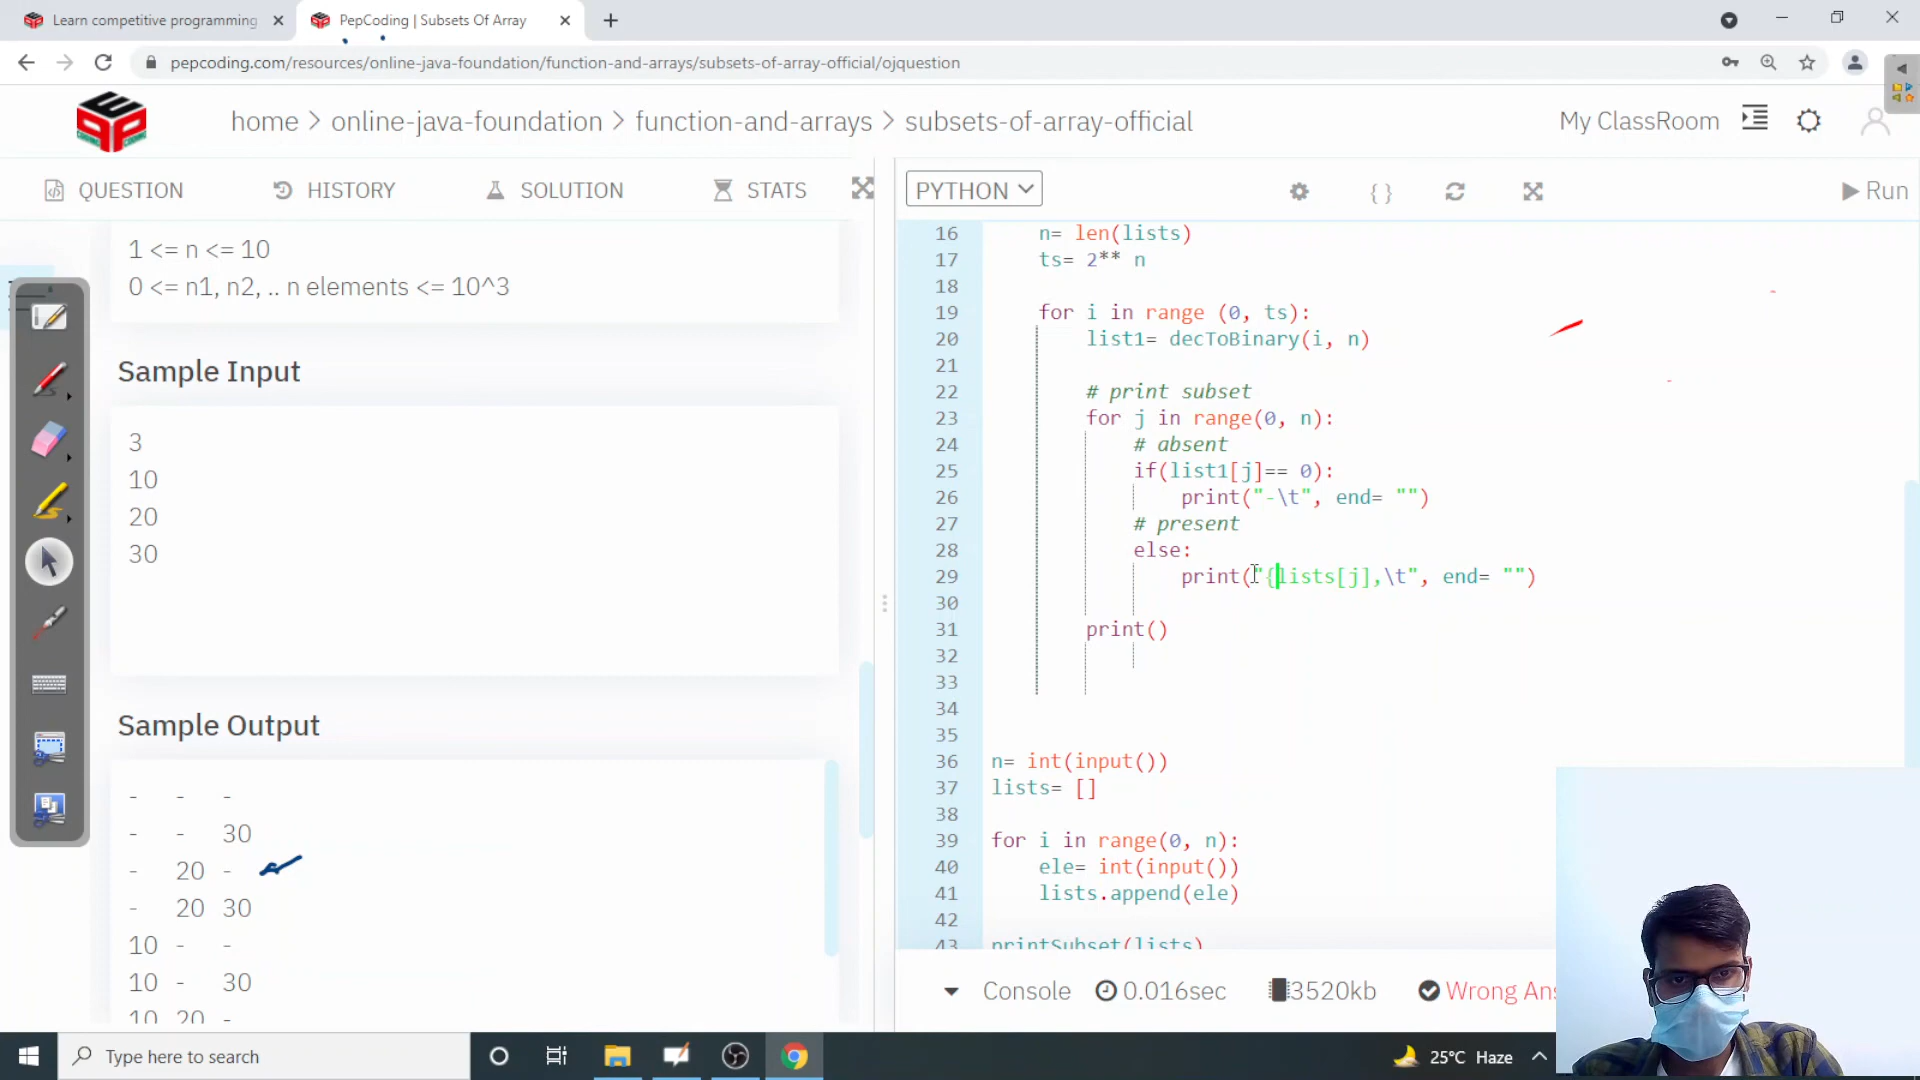 Learn competitive programming
PepCoding | Subsets Of Array
pepcoding.com/resources/online-java-foundation/function-and-arrays/subsets-of-array-official/ojquestion
home > online-java-foundation > function-and-arrays > subsets-of-array-official
My ClassRoom
QUESTION
HISTORY
SOLUTION
STATS
PYTHON
{ }
Run
1 <= n <= 10
0 <= n1, n2, .. n elements <= 10^3
Sample Input
3
10
20
30
Sample Output
- - -
- - 30
- 20 -
- 20 30
10 - -
10 - 30
10 20 -
16 n= len(lists)
17 ts= 2** n
18
19 for i in range (0, ts):
20 list1= decToBinary(i, n)
21
22 # print subset
23 for j in range(0, n):
24 # absent
25 if(list1[j]== 0):
26 print("-\t", end= "")
27 # present
28 else:
29 print("{lists[j],\t", end= "")
30
31 print()
32
33
34
35
36 n= int(input())
37 lists= []
38
39 for i in range(0, n):
40 ele= int(input())
41 lists.append(ele)
42
43 printSubset(lists)
Console 0.016sec 3520kb Wrong Ans
Type here to search
25°C Haze